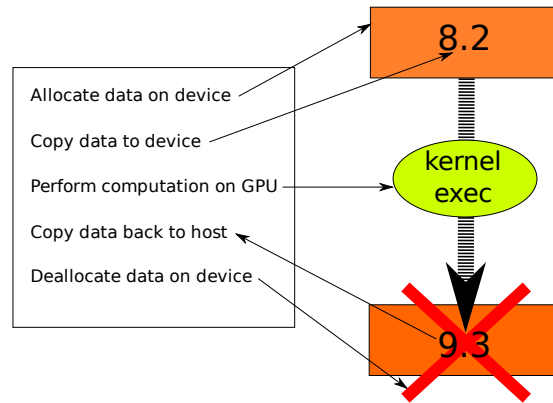 8.2
Allocate data on device
Copy data to device
Perform computation on GPU
kernel
exec
Copy data back to host
Deallocate data on device
9.3